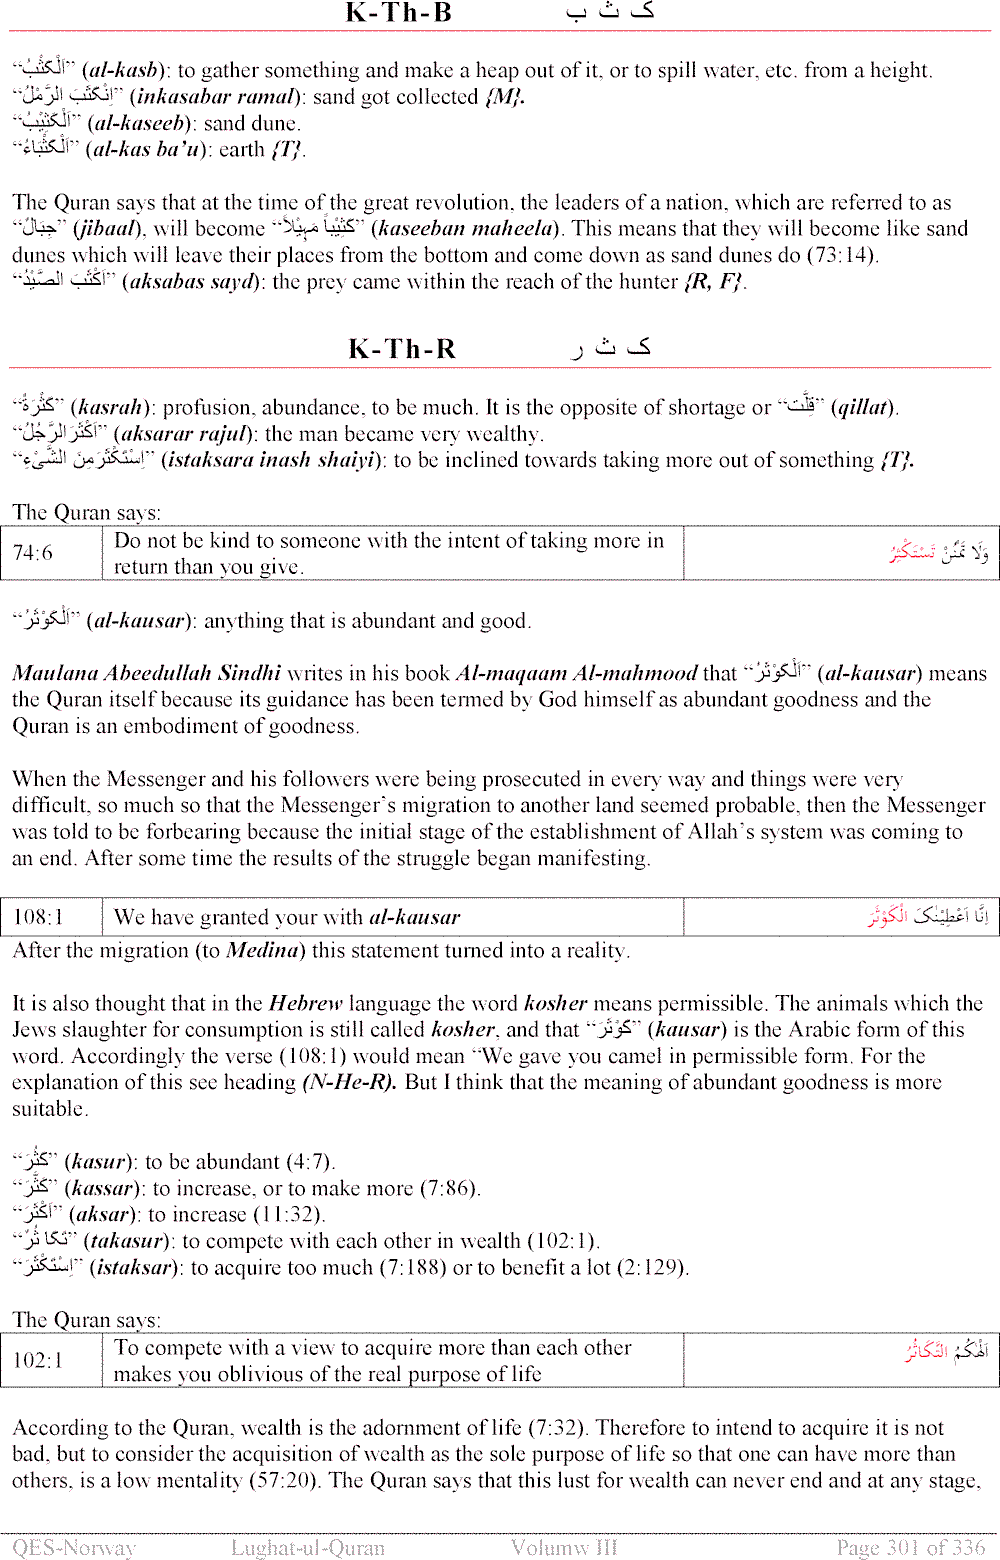 K-Th-B ک ث ب
“اَلْکَثْبُ” (al-kasb): to gather something and make a heap out of it, or to spill water, etc. from a height.
“اِنْکَثَبَ الرَّمْلُ” (inkasabar ramal): sand got collected {M}.
“اَلْکَثِیْبُ” (al-kaseeb): sand dune.
“اَلْکَثْبَاءُ” (al-kas ba’u): earth {T}.
The Quran says that at the time of the great revolution, the leaders of a nation, which are referred to as
“جِبَالٌ” (jibaal), will become “کَثِیْباً مَہِیْلاً” (kaseeban maheela). This means that they will become like sand
dunes which will leave their places from the bottom and come down as sand dunes do (73:14).
“اَکْثَبَ الصَّیْدُ” (aksabas sayd): the prey came within the reach of the hunter {R, F}.
K-Th-R ک ث ر
“کَثْرَۃٌ” (kasrah): profusion, abundance, to be much. It is the opposite of shortage or “قِلَّت” (qillat).
“اَکْثَرَ الرَّجُلُ” (aksarar rajul): the man became very wealthy.
“اِسْتَکْثَرَ مِنَ الشَّیْءِ” (istaksara inash shaiyi): to be inclined towards taking more out of something {T}.
The Quran says:
74:6 Do not be kind to someone with the intent of taking more in وَلَا تَمْنُنْ تَسْتَکْثِرُ
return than you give.
“اَلْکَوْثَرُ” (al-kausar): anything that is abundant and good.
Maulana Abeedullah Sindhi writes in his book Al-maqaam Al-mahmood that “اَلْکَوْثَرُ” (al-kausar) means
the Quran itself because its guidance has been termed by God himself as abundant goodness and the
Quran is an embodiment of goodness.
When the Messenger and his followers were being prosecuted in every way and things were very
difficult, so much so that the Messenger’s migration to another land seemed probable, then the Messenger
was told to be forbearing because the initial stage of the establishment of Allah’s system was coming to
an end. After some time the results of the struggle began manifesting.
108:1 We have granted your with al-kausar اِنَّا اَعْطَیْنٰکَ الْکَوْثَرَ
After the migration (to Medina) this statement turned into a reality.
It is also thought that in the Hebrew language the word kosher means permissible. The animals which the
Jews slaughter for consumption is still called kosher, and that “کَوْثَرَ” (kausar) is the Arabic form of this
word. Accordingly the verse (108:1) would mean “We gave you camel in permissible form. For the
explanation of this see heading (N-He-R). But I think that the meaning of abundant goodness is more
suitable.
“کَثُرَ” (kasur): to be abundant (4:7).
“کَثَّرَ” (kassar): to increase, or to make more (7:86).
“اَکْثَرَ” (aksar): to increase (11:32).
“تَکَا ثُرٌ” (takasur): to compete with each other in wealth (102:1).
“اِسْتَکْثَرَ” (istaksar): to acquire too much (7:188) or to benefit a lot (2:129).
The Quran says:
102:1 To compete with a view to acquire more than each other اَلْهٰکُمُ التَّکَاثُرُ
makes you oblivious of the real purpose of life
According to the Quran, wealth is the adornment of life (7:32). Therefore to intend to acquire it is not
bad, but to consider the acquisition of wealth as the sole purpose of life so that one can have more than
others, is a low mentality (57:20). The Quran says that this lust for wealth can never end and at any stage,
QES-Norway Lughat-ul-Quran Volumw III Page 301 of 336